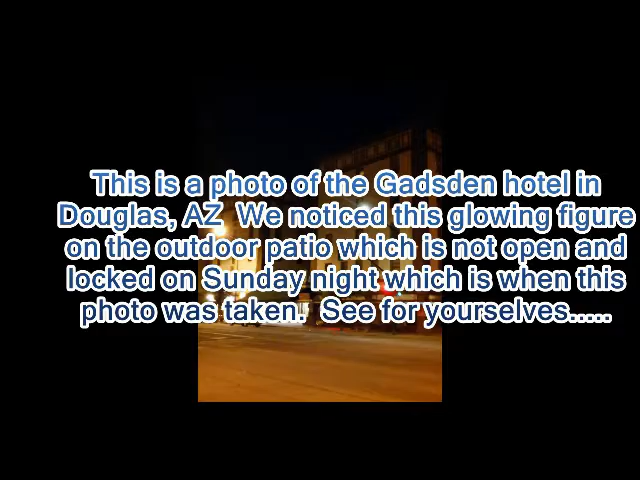 This is a photo of the Gadsden hotel in
Douglas, AZ  We noticed this glowing figure
on the outdoor patio which is not open and
locked on Sunday night which is when this
photo was taken.  See for yourselves.....